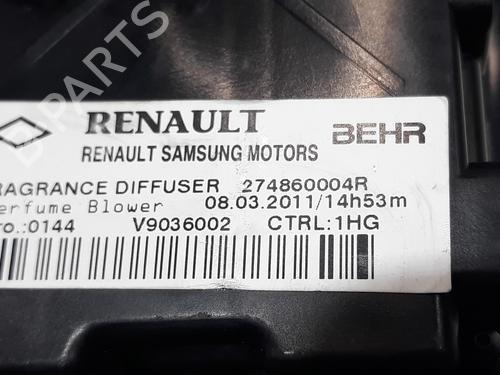 RENAULT BEHR
RENAULT SAMSUNG MOTORS
RAGRANCE DIFFUSER 274860004R
erfume Blower 08.03.2011/14h53m
ro.:0144 V9036002 CTRL:1HG
B PARTS